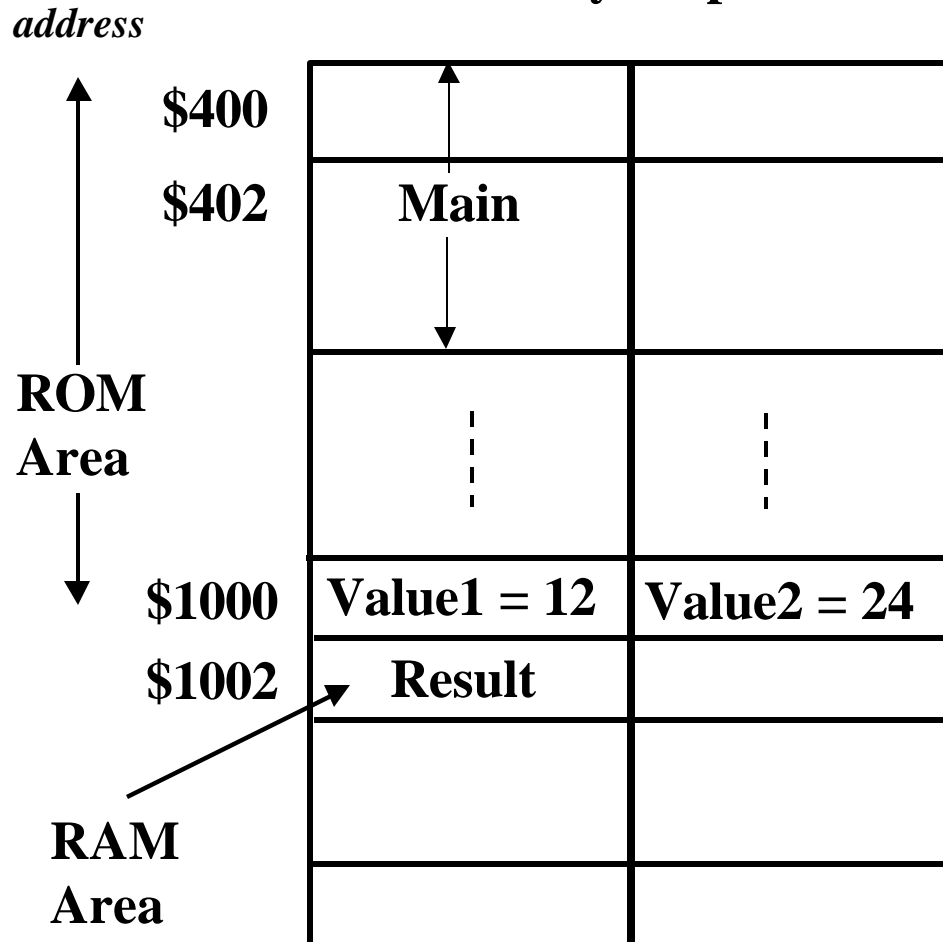 address
$400
$402
Main
ROM
Area
$1000
Value1 = 12
Value2 = 24
$1002
Result
RAM
Area